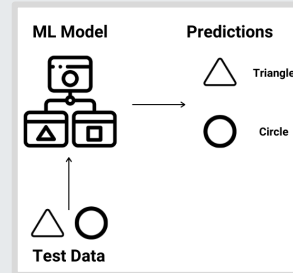 ML Model
Predictions
Triangle
Circle
Test Data